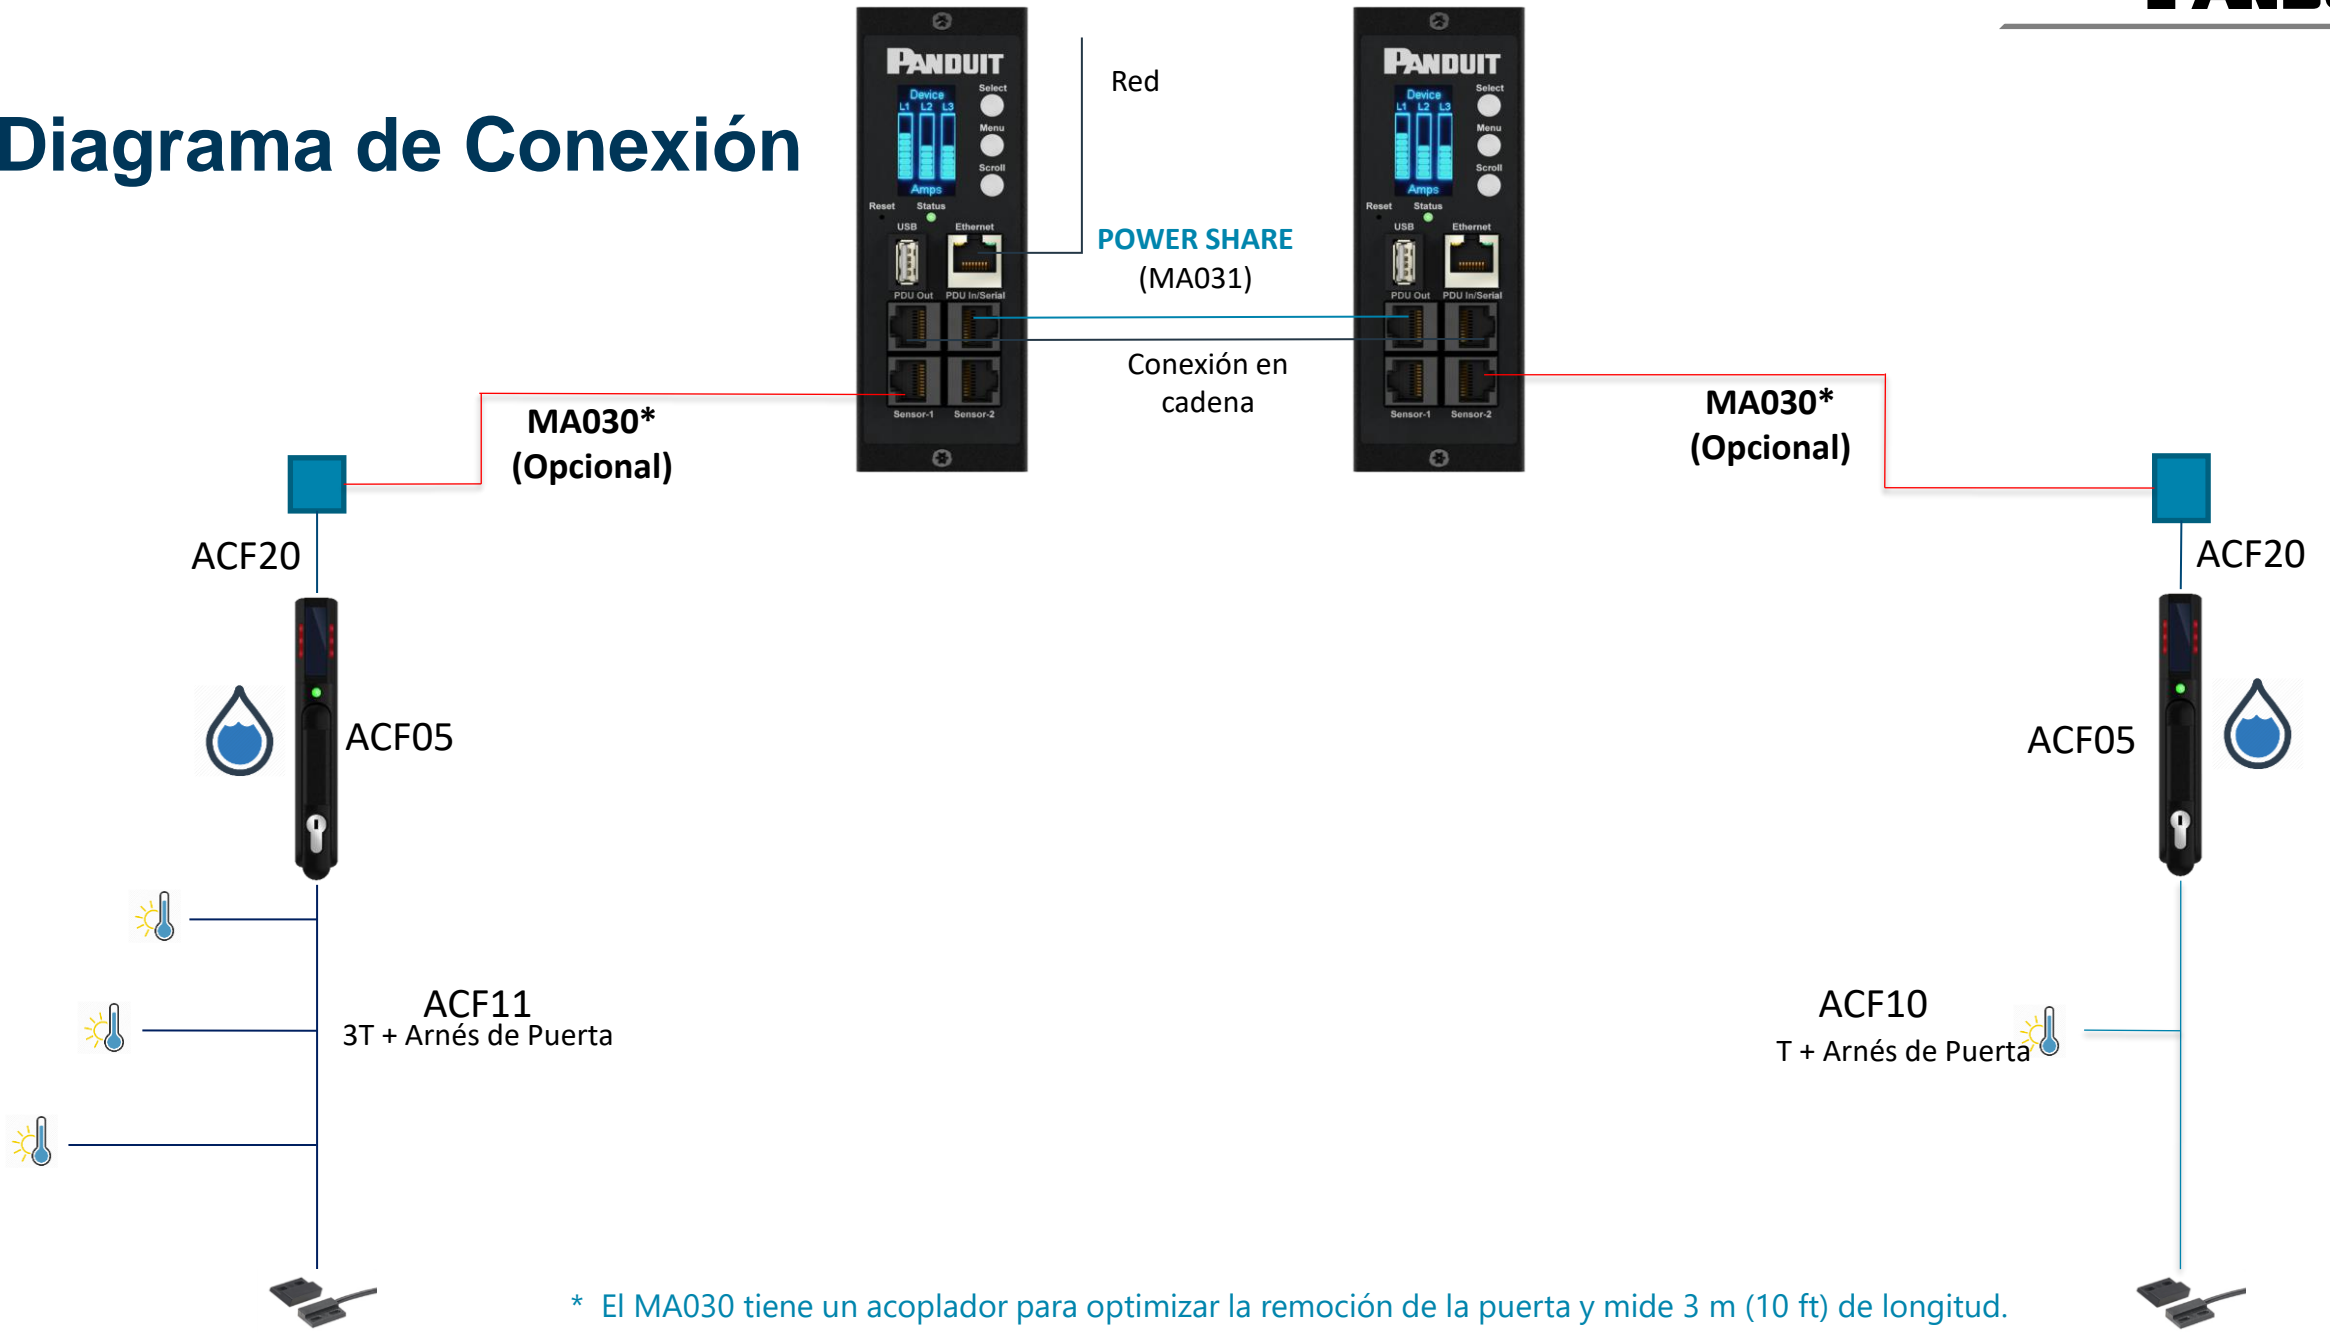 Diagrama de Conexión
PANDUIT
Device
L1 L2 L3
Amps
Select
Menu
Scroll
Reset Status
USB Ethernet
PDU Out PDU In/Serial
Sensor-1 Sensor-2
Red
POWER SHARE
(MA031)
Conexión en
cadena
PANDUIT
Device
L1 L2 L3
Amps
Select
Menu
Scroll
Reset Status
USB Ethernet
PDU Out PDU In/Serial
Sensor-1 Sensor-2
MA030*
(Opcional)
MA030*
(Opcional)
ACF20
ACF20
ACF05
ACF05
ACF11
3T + Arnés de Puerta
ACF10
T + Arnés de Puerta
* El MA030 tiene un acoplador para optimizar la remoción de la puerta y mide 3 m (10 ft) de longitud.